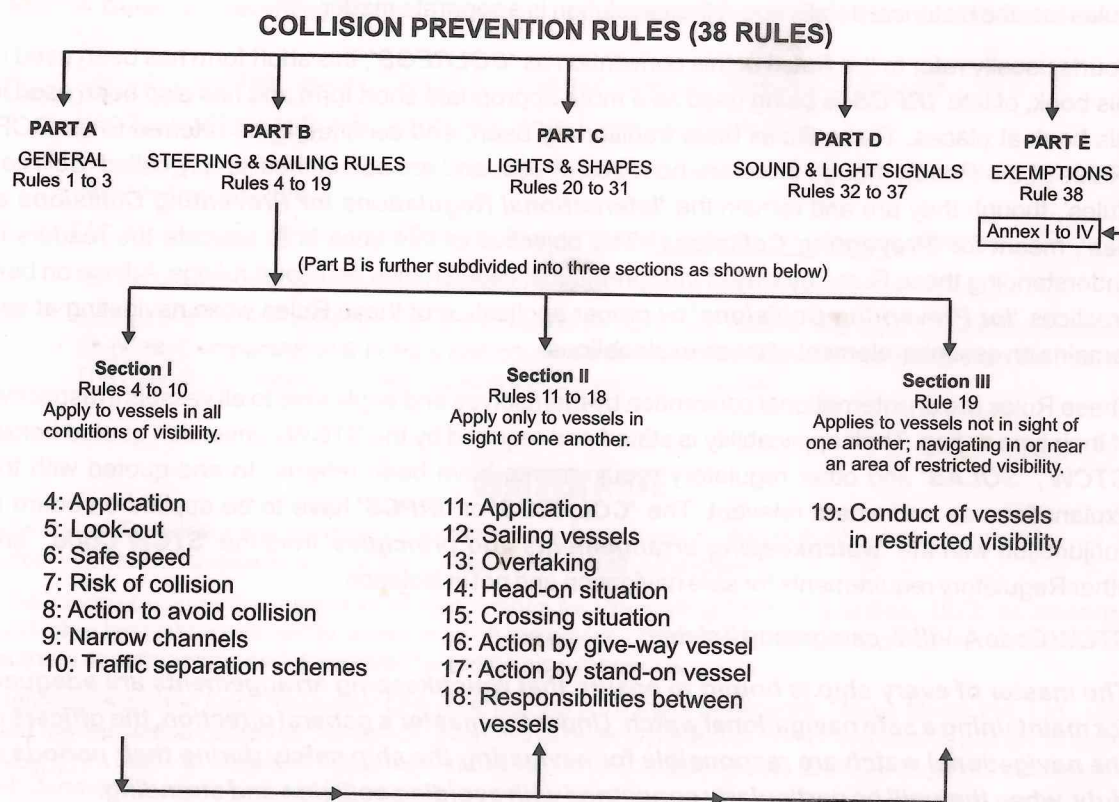 COLLISION PREVENTION RULES (38 RULES)
PART A
GENERAL
Rules 1 to 3
PART B
STEERING & SAILING RULES
Rules 4 to 19
PART C
LIGHTS & SHAPES
Rules 20 to 31
PART D
SOUND & LIGHT SIGNALS
Rules 32 to 37
PART E
EXEMPTIONS
Rule 38
Annex I to IV
(Part B is further subdivided into three sections as shown below)
Section I
Rules 4 to 10
Apply to vessels in all
conditions of visibility.
4: Application
5: Look-out
6: Safe speed
7: Risk of collision
8: Action to avoid collision
9: Narrow channels
10: Traffic separation schemes
Section II
Rules 11 to 18
Apply only to vessels in
sight of one another.
11: Application
12: Sailing vessels
13: Overtaking
14: Head-on situation
15: Crossing situation
16: Action by give-way vessel
17: Action by stand-on vessel
18: Responsibilities between
vessels
Section III
Rule 19
Applies to vessels not in sight of
one another; navigating in or near
an area of restricted visibility.
19: Conduct of vessels
in restricted visibility